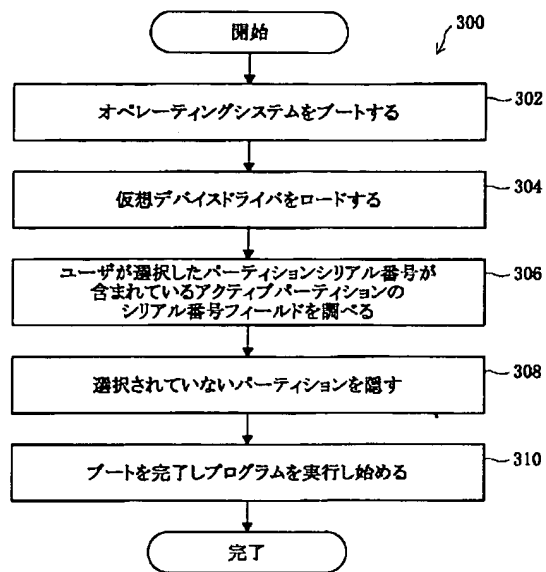 開始
300
オペレーティングシステムをブートする
302
仮想デバイスドライバをロードする
304
ユーザが選択したパーティションシリアル番号が
含まれているアクティブパーティションの
シリアル番号フィールドを調べる
306
選択されていないパーティションを隠す
308
ブートを完了しプログラムを実行し始める
310
完了